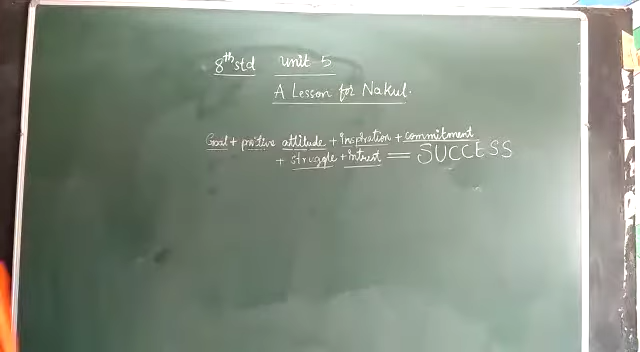 8th std Unit-5
A Lesson for Nakul.
Goal + positive attitude + inspiration + commitment
+ struggle + intrest = SUCCESS